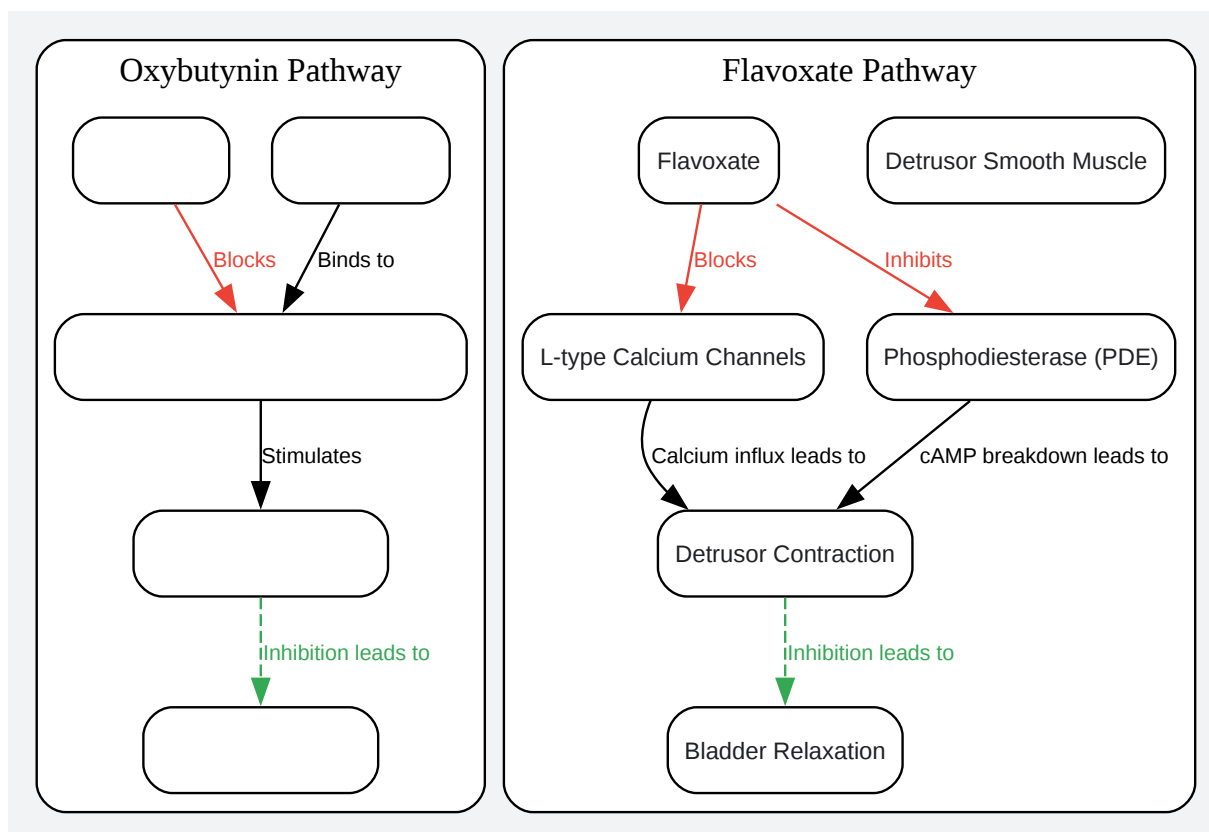 Oxybutynin Pathway
Blocks
Binds to
Stimulates
Inhibition leads to
Flavoxate Pathway
Flavoxate
Detrusor Smooth Muscle
Blocks
Inhibits
L-type Calcium Channels
Phosphodiesterase (PDE)
Calcium influx leads to
cAMP breakdown leads to
Detrusor Contraction
Inhibition leads to
Bladder Relaxation